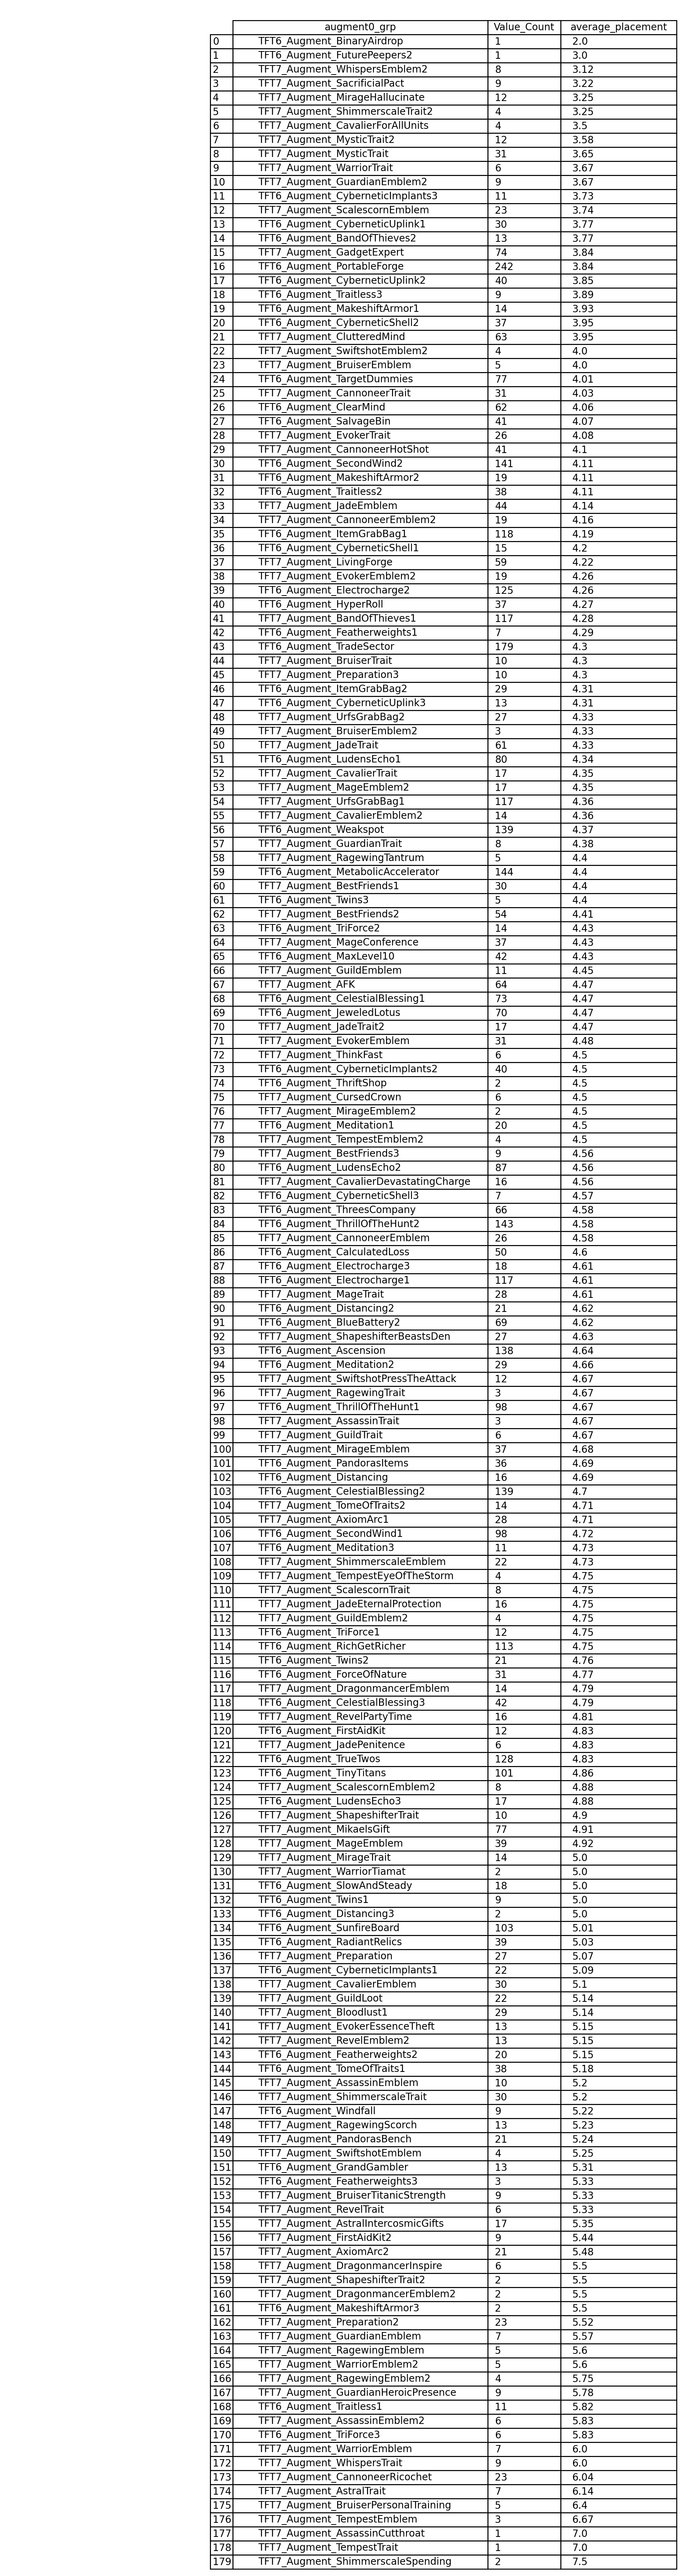 augment0_grp Value_Count average_placement
0 TFT6_Augment_BinaryAirdrop 1 2.0
1 TFT6_Augment_FuturePeepers2 1 3.0
2 TFT7_Augment_WhispersEmblem2 8 3.12
3 TFT7_Augment_SacrificialPact 9 3.22
4 TFT7_Augment_MirageHallucinate 12 3.25
5 TFT7_Augment_ShimmerscaleTrait2 4 3.25
6 TFT7_Augment_CavalierForAllUnits 4 3.5
7 TFT7_Augment_MysticTrait2 12 3.58
8 TFT7_Augment_MysticTrait 31 3.65
9 TFT7_Augment_WarriorTrait 6 3.67
10 TFT7_Augment_GuardianEmblem2 9 3.67
11 TFT6_Augment_CyberneticImplants3 11 3.73
12 TFT7_Augment_ScalescornEmblem 23 3.74
13 TFT6_Augment_CyberneticUplink1 30 3.77
14 TFT6_Augment_BandOfThieves2 13 3.77
15 TFT7_Augment_GadgetExpert 74 3.84
16 TFT6_Augment_PortableForge 242 3.84
17 TFT6_Augment_CyberneticUplink2 40 3.85
18 TFT6_Augment_Traitless3 9 3.89
19 TFT6_Augment_MakeshiftArmor1 14 3.93
20 TFT6_Augment_CyberneticShell2 37 3.95
21 TFT7_Augment_ClutteredMind 63 3.95
22 TFT7_Augment_SwiftshotEmblem2 4 4.0
23 TFT7_Augment_BruiserEmblem 5 4.0
24 TFT6_Augment_TargetDummies 77 4.01
25 TFT7_Augment_CannoneerTrait 31 4.03
26 TFT6_Augment_ClearMind 62 4.06
27 TFT6_Augment_SalvageBin 41 4.07
28 TFT7_Augment_EvokerTrait 26 4.08
29 TFT7_Augment_CannoneerHotShot 41 4.1
30 TFT6_Augment_SecondWind2 141 4.11
31 TFT6_Augment_MakeshiftArmor2 19 4.11
32 TFT6_Augment_Traitless2 38 4.11
33 TFT7_Augment_JadeEmblem 44 4.14
34 TFT7_Augment_CannoneerEmblem2 19 4.16
35 TFT6_Augment_ItemGrabBag1 118 4.19
36 TFT6_Augment_CyberneticShell1 15 4.2
37 TFT7_Augment_LivingForge 59 4.22
38 TFT7_Augment_EvokerEmblem2 19 4.26
39 TFT6_Augment_Electrocharge2 125 4.26
40 TFT6_Augment_HyperRoll 37 4.27
41 TFT7_Augment_BandOfThieves1 117 4.28
42 TFT6_Augment_Featherweights1 7 4.29
43 TFT6_Augment_TradeSector 179 4.3
44 TFT7_Augment_BruiserTrait 10 4.3
45 TFT7_Augment_Preparation3 10 4.3
46 TFT6_Augment_ItemGrabBag2 29 4.31
47 TFT6_Augment_CyberneticUplink3 13 4.31
48 TFT7_Augment_UrfsGrabBag2 27 4.33
49 TFT7_Augment_BruiserEmblem2 3 4.33
50 TFT7_Augment_JadeTrait 61 4.33
51 TFT6_Augment_LudensEcho1 80 4.34
52 TFT7_Augment_CavalierTrait 17 4.35
53 TFT7_Augment_MageEmblem2 17 4.35
54 TFT7_Augment_UrfsGrabBag1 117 4.36
55 TFT7_Augment_CavalierEmblem2 14 4.36
56 TFT6_Augment_Weakspot 139 4.37
57 TFT7_Augment_GuardianTrait 8 4.38
58 TFT7_Augment_RagewingTantrum 5 4.4
59 TFT6_Augment_MetabolicAccelerator 144 4.4
60 TFT7_Augment_BestFriends1 30 4.4
61 TFT6_Augment_Twins3 5 4.4
62 TFT7_Augment_BestFriends2 54 4.41
63 TFT6_Augment_TriForce2 14 4.43
64 TFT7_Augment_MageConference 37 4.43
65 TFT6_Augment_MaxLevel10 42 4.43
66 TFT7_Augment_GuildEmblem 11 4.45
67 TFT7_Augment_AFK 64 4.47
68 TFT6_Augment_CelestialBlessing1 73 4.47
69 TFT6_Augment_JeweledLotus 70 4.47
70 TFT7_Augment_JadeTrait2 17 4.47
71 TFT7_Augment_EvokerEmblem 31 4.48
72 TFT7_Augment_ThinkFast 6 4.5
73 TFT6_Augment_CyberneticImplants2 40 4.5
74 TFT6_Augment_ThriftShop 2 4.5
75 TFT7_Augment_CursedCrown 6 4.5
76 TFT7_Augment_MirageEmblem2 2 4.5
77 TFT6_Augment_Meditation1 20 4.5
78 TFT7_Augment_TempestEmblem2 4 4.5
79 TFT7_Augment_BestFriends3 9 4.56
80 TFT6_Augment_LudensEcho2 87 4.56
81 TFT7_Augment_CavalierDevastatingCharge 16 4.56
82 TFT6_Augment_CyberneticShell3 7 4.57
83 TFT6_Augment_ThreesCompany 66 4.58
84 TFT6_Augment_ThrillOfTheHunt2 143 4.58
85 TFT7_Augment_CannoneerEmblem 26 4.58
86 TFT6_Augment_CalculatedLoss 50 4.6
87 TFT6_Augment_Electrocharge3 18 4.61
88 TFT6_Augment_Electrocharge1 117 4.61
89 TFT7_Augment_MageTrait 28 4.61
90 TFT6_Augment_Distancing2 21 4.62
91 TFT6_Augment_BlueBattery2 69 4.62
92 TFT7_Augment_ShapeshifterBeastsDen 27 4.63
93 TFT6_Augment_Ascension 138 4.64
94 TFT6_Augment_Meditation2 29 4.66
95 TFT7_Augment_SwiftshotPressTheAttack 12 4.67
96 TFT7_Augment_RagewingTrait 3 4.67
97 TFT6_Augment_ThrillOfTheHunt1 98 4.67
98 TFT7_Augment_AssassinTrait 3 4.67
99 TFT7_Augment_GuildTrait 6 4.67
100 TFT7_Augment_MirageEmblem 37 4.68
101 TFT6_Augment_PandorasItems 36 4.69
102 TFT6_Augment_Distancing 16 4.69
103 TFT6_Augment_CelestialBlessing2 139 4.7
104 TFT7_Augment_TomeOfTraits2 14 4.71
105 TFT7_Augment_AxiomArc1 28 4.71
106 TFT6_Augment_SecondWind1 98 4.72
107 TFT6_Augment_Meditation3 11 4.73
108 TFT7_Augment_ShimmerscaleEmblem 22 4.73
109 TFT7_Augment_TempestEyeOfTheStorm 4 4.75
110 TFT7_Augment_ScalescornTrait 8 4.75
111 TFT7_Augment_JadeEternalProtection 16 4.75
112 TFT7_Augment_GuildEmblem2 4 4.75
113 TFT6_Augment_TriForce1 12 4.75
114 TFT6_Augment_RichGetRicher 113 4.75
115 TFT6_Augment_Twins2 21 4.76
116 TFT6_Augment_ForceOfNature 31 4.77
117 TFT7_Augment_DragonmancerEmblem 14 4.79
118 TFT6_Augment_CelestialBlessing3 42 4.79
119 TFT7_Augment_RevelPartyTime 16 4.81
120 TFT6_Augment_FirstAidKit 12 4.83
121 TFT7_Augment_JadePenitence 6 4.83
122 TFT6_Augment_TrueTwos 128 4.83
123 TFT6_Augment_TinyTitans 101 4.86
124 TFT7_Augment_ScalescornEmblem2 8 4.88
125 TFT6_Augment_LudensEcho3 17 4.88
126 TFT7_Augment_ShapeshifterTrait 10 4.9
127 TFT7_Augment_MikaelsGift 77 4.91
128 TFT7_Augment_MageEmblem 39 4.92
129 TFT7_Augment_MirageTrait 14 5.0
130 TFT7_Augment_WarriorTiamat 2 5.0
131 TFT6_Augment_SlowAndSteady 18 5.0
132 TFT6_Augment_Twins1 9 5.0
133 TFT6_Augment_Distancing3 2 5.0
134 TFT6_Augment_SunfireBoard 103 5.01
135 TFT6_Augment_RadiantRelics 39 5.03
136 TFT7_Augment_Preparation 27 5.07
137 TFT6_Augment_CyberneticImplants1 22 5.09
138 TFT7_Augment_CavalierEmblem 30 5.1
139 TFT7_Augment_GuildLoot 22 5.14
140 TFT7_Augment_Bloodlust1 29 5.14
141 TFT7_Augment_EvokerEssenceTheft 13 5.15
142 TFT7_Augment_RevelEmblem2 13 5.15
143 TFT6_Augment_Featherweights2 20 5.15
144 TFT6_Augment_TomeOfTraits1 38 5.18
145 TFT7_Augment_AssassinEmblem 10 5.2
146 TFT7_Augment_ShimmerscaleTrait 30 5.2
147 TFT6_Augment_Windfall 9 5.22
148 TFT7_Augment_RagewingScorch 13 5.23
149 TFT7_Augment_PandorasBench 21 5.24
150 TFT7_Augment_SwiftshotEmblem 4 5.25
151 TFT6_Augment_GrandGambler 13 5.31
152 TFT6_Augment_Featherweights3 3 5.33
153 TFT7_Augment_BruiserTitanicStrength 9 5.33
154 TFT7_Augment_RevelTrait 6 5.33
155 TFT7_Augment_AstralIntercosmicGifts 17 5.35
156 TFT7_Augment_FirstAidKit2 9 5.44
157 TFT7_Augment_AxiomArc2 21 5.48
158 TFT7_Augment_DragonmancerInspire 6 5.5
159 TFT7_Augment_ShapeshifterTrait2 2 5.5
160 TFT7_Augment_DragonmancerEmblem2 2 5.5
161 TFT6_Augment_MakeshiftArmor3 2 5.5
162 TFT7_Augment_Preparation2 23 5.52
163 TFT7_Augment_GuardianEmblem 7 5.57
164 TFT7_Augment_RagewingEmblem 5 5.6
165 TFT7_Augment_WarriorEmblem2 5 5.6
166 TFT7_Augment_RagewingEmblem2 4 5.75
167 TFT7_Augment_GuardianHeroicPresence 9 5.78
168 TFT6_Augment_Traitless1 11 5.82
169 TFT7_Augment_AssassinEmblem2 6 5.83
170 TFT6_Augment_TriForce3 6 5.83
171 TFT7_Augment_WarriorEmblem 7 6.0
172 TFT7_Augment_WhispersTrait 9 6.0
173 TFT7_Augment_CannoneerRicochet 23 6.04
174 TFT7_Augment_AstralTrait 7 6.14
175 TFT7_Augment_BruiserPersonalTraining 5 6.4
176 TFT7_Augment_TempestEmblem 3 6.67
177 TFT7_Augment_AssassinCutthroat 1 7.0
178 TFT7_Augment_TempestTrait 1 7.0
179 TFT7_Augment_ShimmerscaleSpending 2 7.5